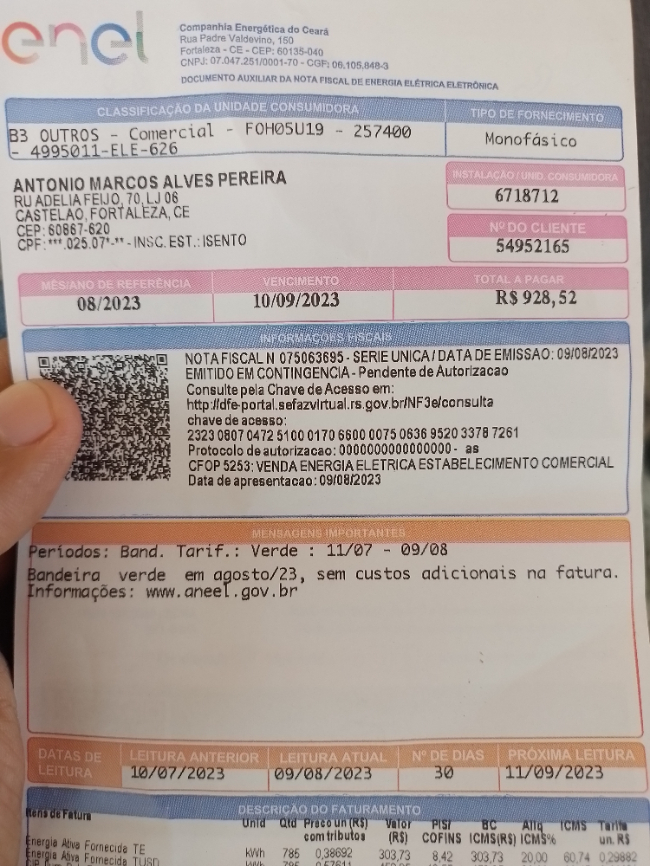 enel
Companhia Energética do Ceará
Rua Padre Valdevino, 150
Fortaleza - CE - CEP: 60135-040
CNPJ: 07.047.251/0001-70 - CGF: 06.105.848-3
DOCUMENTO AUXILIAR DA NOTA FISCAL DE ENERGIA ELÉTRICA ELETRÔNICA
CLASSIFICAÇÃO DA UNIDADE CONSUMIDORA
B3 OUTROS - Comercial - FOH05U19 - 257400
- 4995011-ELE-626
TIPO DE FORNECIMENTO
Monofásico
ANTONIO MARCOS ALVES PEREIRA
RU ADELIA FEIJO, 70, LJ 06
CASTELAO, FORTALEZA, CE
CEP: 60867-620
CPF: ***.025.07*-** - INSC. EST.: ISENTO
INSTALAÇÃO / UNID. CONSUMIDORA
6718712
Nº DO CLIENTE
54952165
MÊS/ANO DE REFERÊNCIA VENCIMENTO TOTAL A PAGAR
08/2023 10/09/2023 R$ 928,52
INFORMAÇÕES FISCAIS
NOTA FISCAL N 075063695 - SERIE UNICA / DATA DE EMISSAO: 09/08/2023
EMITIDO EM CONTINGENCIA - Pendente de Autorizacao
Consulte pela Chave de Acesso em:
http://dfe-portal.sefazvirtual.rs.gov.br/NF3e/consulta
chave de acesso:
2323 0807 0472 5100 0170 6600 0075 0636 9520 3378 7261
Protocolo de autorizacao: 0000000000000000 - as
CFOP 5253: VENDA ENERGIA ELETRICA ESTABELECIMENTO COMERCIAL
Data de apresentacao: 09/08/2023
MENSAGENS IMPORTANTES
Períodos: Band. Tarif.: Verde : 11/07 - 09/08
Bandeira verde em agosto/23, sem custos adicionais na fatura.
Informações: www.aneel.gov.br
DATAS DE LEITURA
LEITURA ANTERIOR LEITURA ATUAL Nº DE DIAS PRÓXIMA LEITURA
10/07/2023 09/08/2023 30 11/09/2023
DESCRIÇÃO DO FATURAMENTO
Itens de Fatura Unid Qtd Preço un (R$) com tributos Valor (R$) PIS/ COFINS BC ICMS(R$) Alíq ICMS% ICMS Tarifa un. R$
Energia Ativa Fornecida TE kWh 785 0,38692 303,73 8,42 303,73 20,00 60,74 0,29882
Energia Ativa Fornecida TUSD kWh